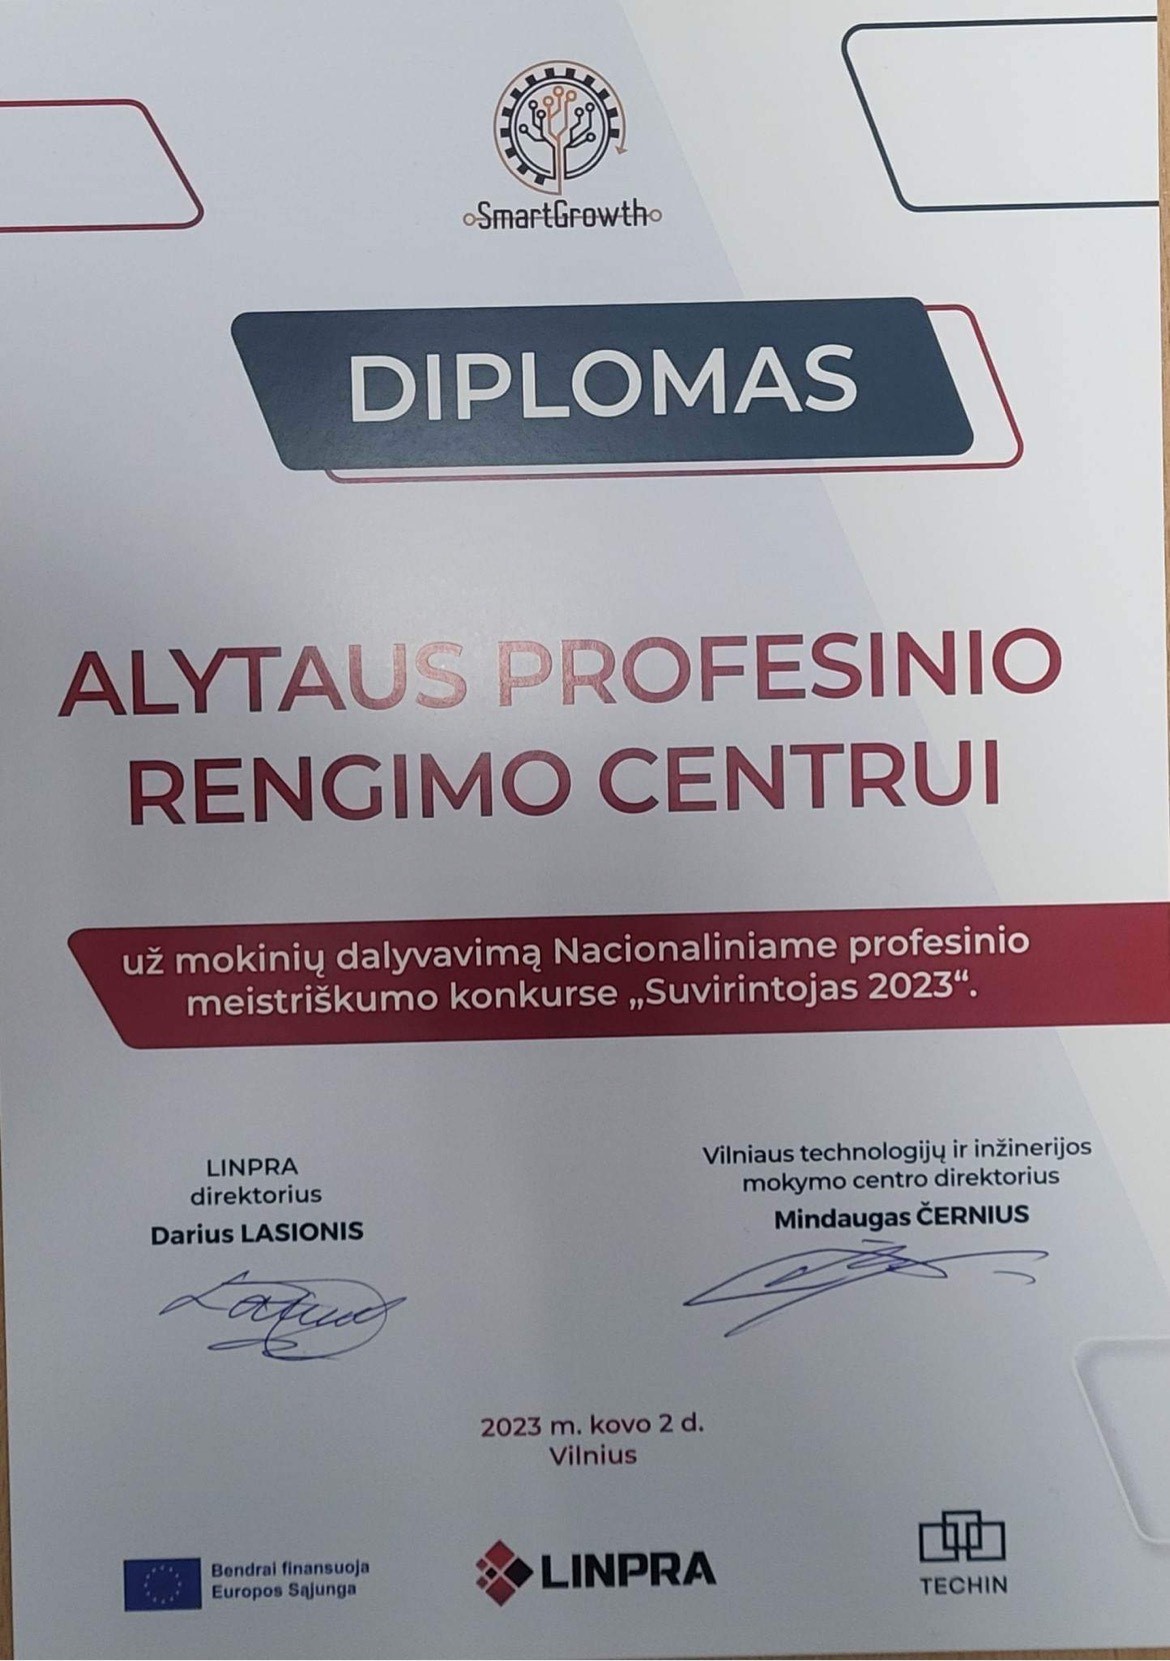 SmartGrowth
DIPLOMAS
ALYTAUS PROFESINIO
RENGIMO CENTRUI
už mokinių dalyvavimą Nacionaliniame profesinio
meistriškumo konkurse „Suvirintojas 2023“.
LINPRA
direktorius
Darius LASIONIS
Vilniaus technologijų ir inžinerijos
mokymo centro direktorius
Mindaugas ČERNIUS
2023 m. kovo 2 d.
Vilnius
Bendrai finansuoja
Europos Sąjunga
LINPRA
TECHIN